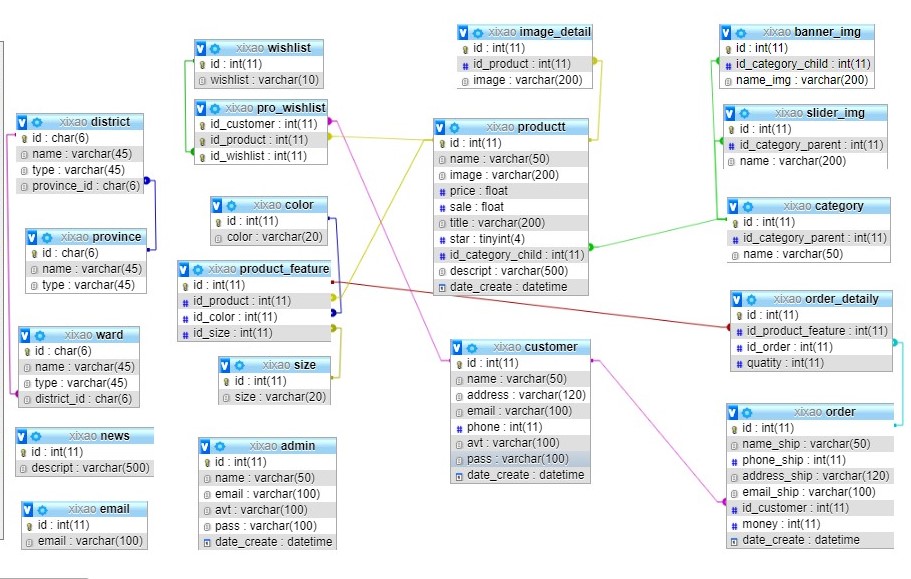 xixao district
id : char(6)
name : varchar(45)
type : varchar(45)
province_id : char(6)
xixao province
id : char(6)
name : varchar(45)
type : varchar(45)
xixao ward
id : char(6)
name : varchar(45)
type : varchar(45)
district_id : char(6)
xixao news
id : int(11)
descript : varchar(500)
xixao email
id : int(11)
email : varchar(100)
xixao wishlist
id : int(11)
wishlist : varchar(10)
xixao pro_wishlist
id_customer : int(11)
id_product : int(11)
id_wishlist : int(11)
xixao color
id : int(11)
color : varchar(20)
xixao product_feature
id : int(11)
id_product : int(11)
id_color : int(11)
id_size : int(11)
xixao size
id : int(11)
size : varchar(20)
xixao admin
id : int(11)
name : varchar(50)
email : varchar(100)
avt : varchar(100)
pass : varchar(100)
date_create : datetime
xixao image_detail
id : int(11)
id_product : int(11)
image : varchar(200)
xixao productt
id : int(11)
name : varchar(50)
image : varchar(200)
price : float
sale : float
title : varchar(200)
star : tinyint(4)
id_category_child : int(11)
descript : varchar(500)
date_create : datetime
xixao customer
id : int(11)
name : varchar(50)
address : varchar(120)
email : varchar(100)
phone : int(11)
avt : varchar(100)
pass : varchar(100)
date_create : datetime
xixao banner_img
id : int(11)
id_category_child : int(11)
name_img : varchar(200)
xixao slider_img
id : int(11)
id_category_parent : int(11)
name : varchar(200)
xixao category
id : int(11)
id_category_parent : int(11)
name : varchar(50)
xixao order_detaily
id : int(11)
id_product_feature : int(11)
id_order : int(11)
quatity : int(11)
xixao order
id : int(11)
name_ship : varchar(50)
phone_ship : int(11)
address_ship : varchar(120)
email_ship : varchar(100)
id_customer : int(11)
money : int(11)
date_create : datetime